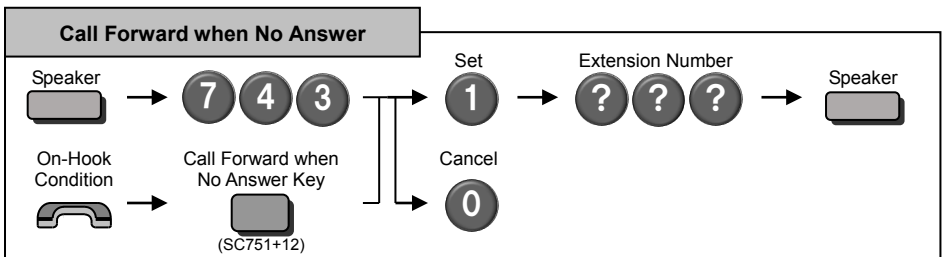 Call Forward when No Answer
Speaker
7 4 3
Set
1
Extension Number
? ? ?
Speaker
On-Hook
Condition
Call Forward when
No Answer Key
(SC751+12)
Cancel
0